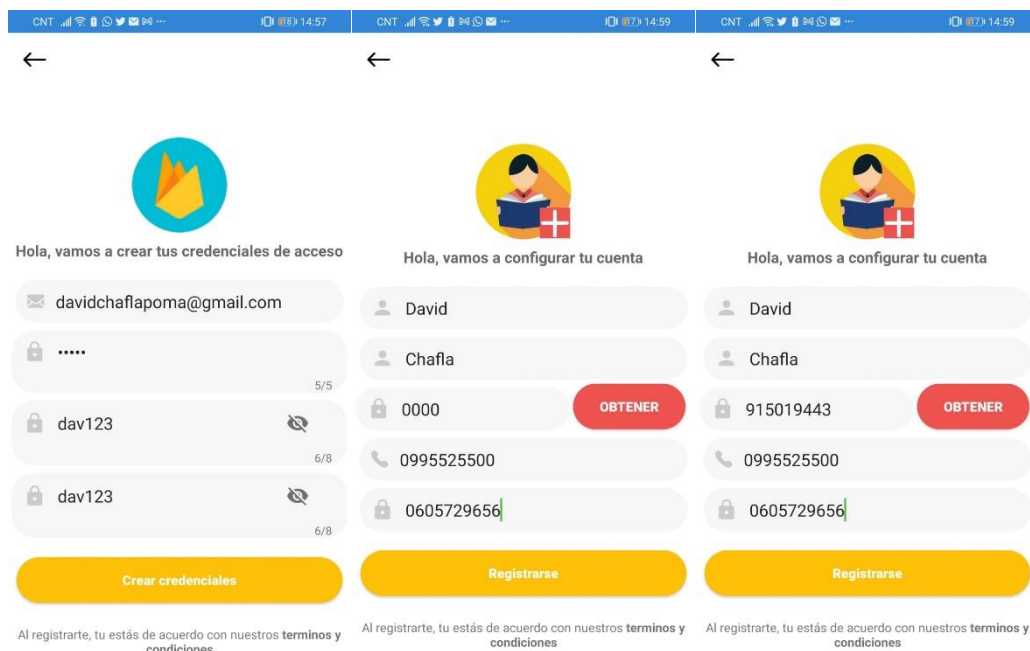 CNT 14:57
Hola, vamos a crear tus credenciales de acceso
davidchaflapoma@gmail.com
•••••
5/5
dav123
6/8
dav123
6/8
Crear credenciales
Al registrarte, tu estás de acuerdo con nuestros terminos y
condiciones
CNT 17 14:59
Hola, vamos a configurar tu cuenta
David
Chafla
0000 OBTENER
0995525500
0605729656
Registrarse
Al registrarte, tu estás de acuerdo con nuestros terminos y
condiciones
CNT 17 14:59
Hola, vamos a configurar tu cuenta
David
Chafla
915019443 OBTENER
0995525500
0605729656
Registrarse
Al registrarte, tu estás de acuerdo con nuestros terminos y
condiciones